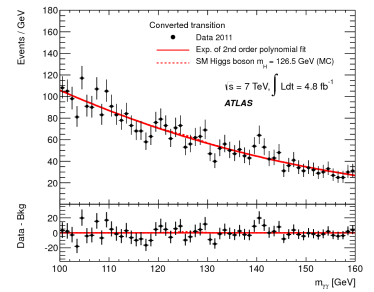 Converted transition
Data 2011
Exp. of 2nd order polynomial fit
SM Higgs boson m_H = 126.5 GeV (MC)
√s = 7 TeV, ∫ Ldt = 4.8 fb⁻¹
ATLAS
Events / GeV
180
160
140
120
100
80
60
40
20
Data - Bkg
20
0
-20
100 110 120 130 140 150 160
m_γγ [GeV]